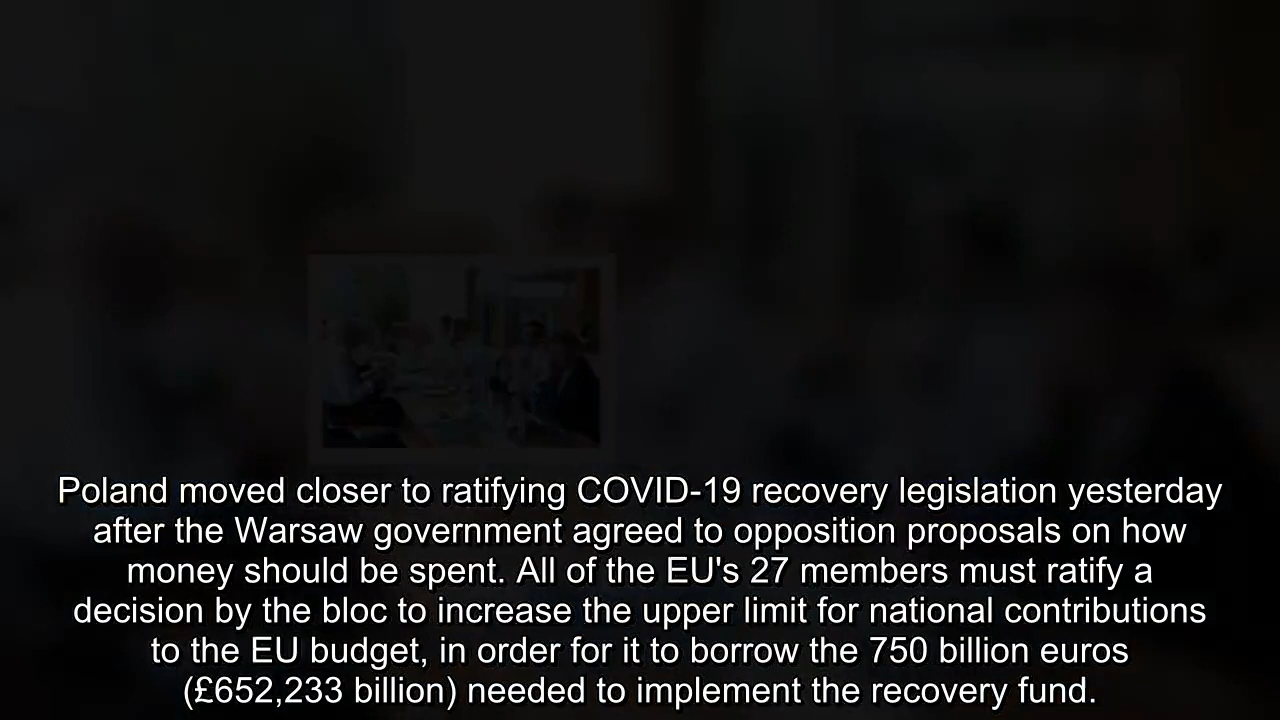 Poland moved closer to ratifying COVID-19 recovery legislation yesterday
after the Warsaw government agreed to opposition proposals on how
money should be spent. All of the EU's 27 members must ratify a
decision by the bloc to increase the upper limit for national contributions
to the EU budget, in order for it to borrow the 750 billion euros
(£652,233 billion) needed to implement the recovery fund.